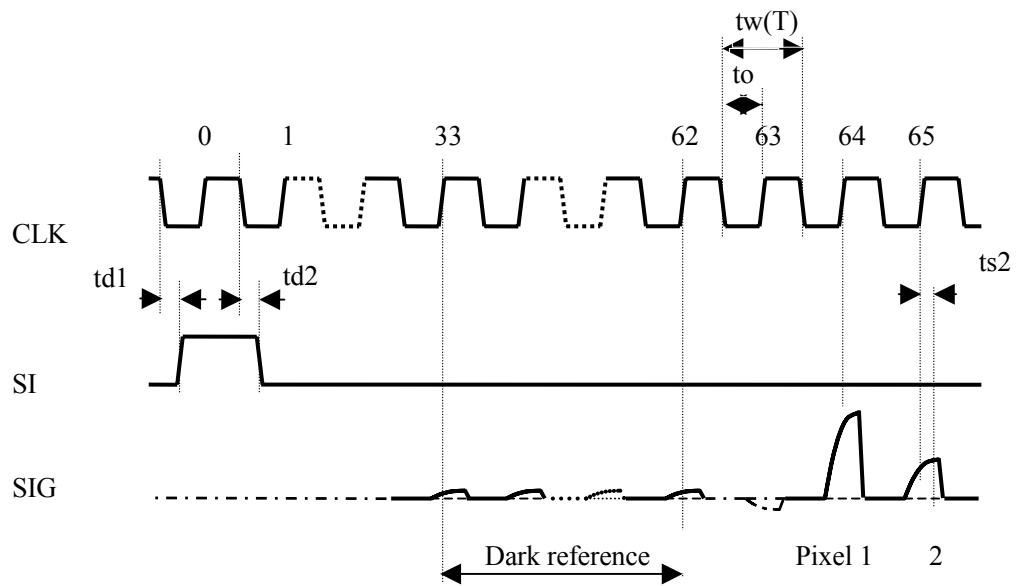 tw(T)
to
0 1 33 62 63 64 65
CLK
td1 td2 ts2
SI
SIG
Dark reference Pixel 1 2